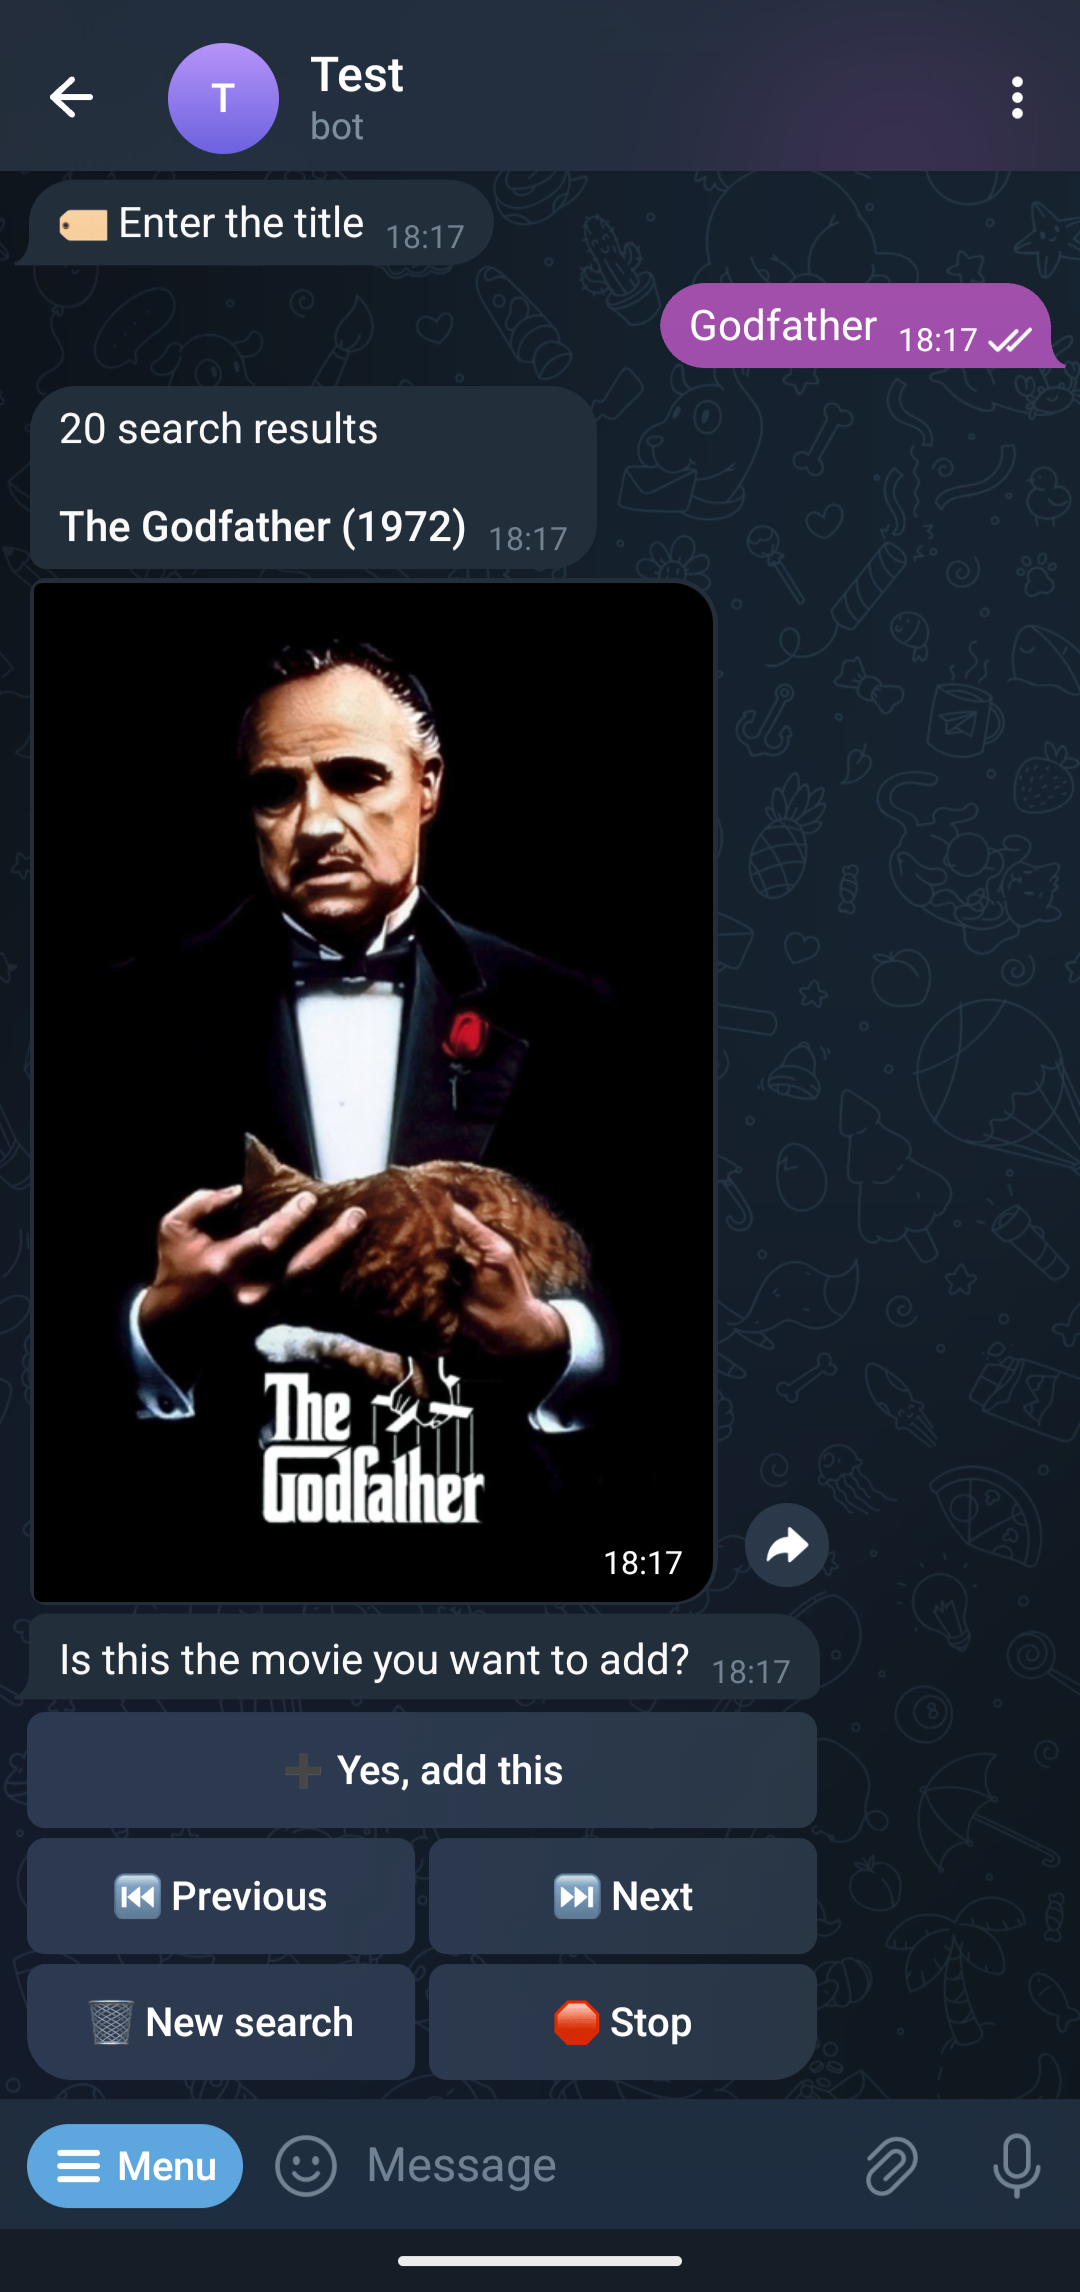 Test
bot
T
Enter the title 18:17
Godfather 18:17
20 search results
The Godfather (1972) 18:17
The
Godfather
18:17
Is this the movie you want to add? 18:17
Yes, add this
Previous
Next
New search
Stop
Menu
Message